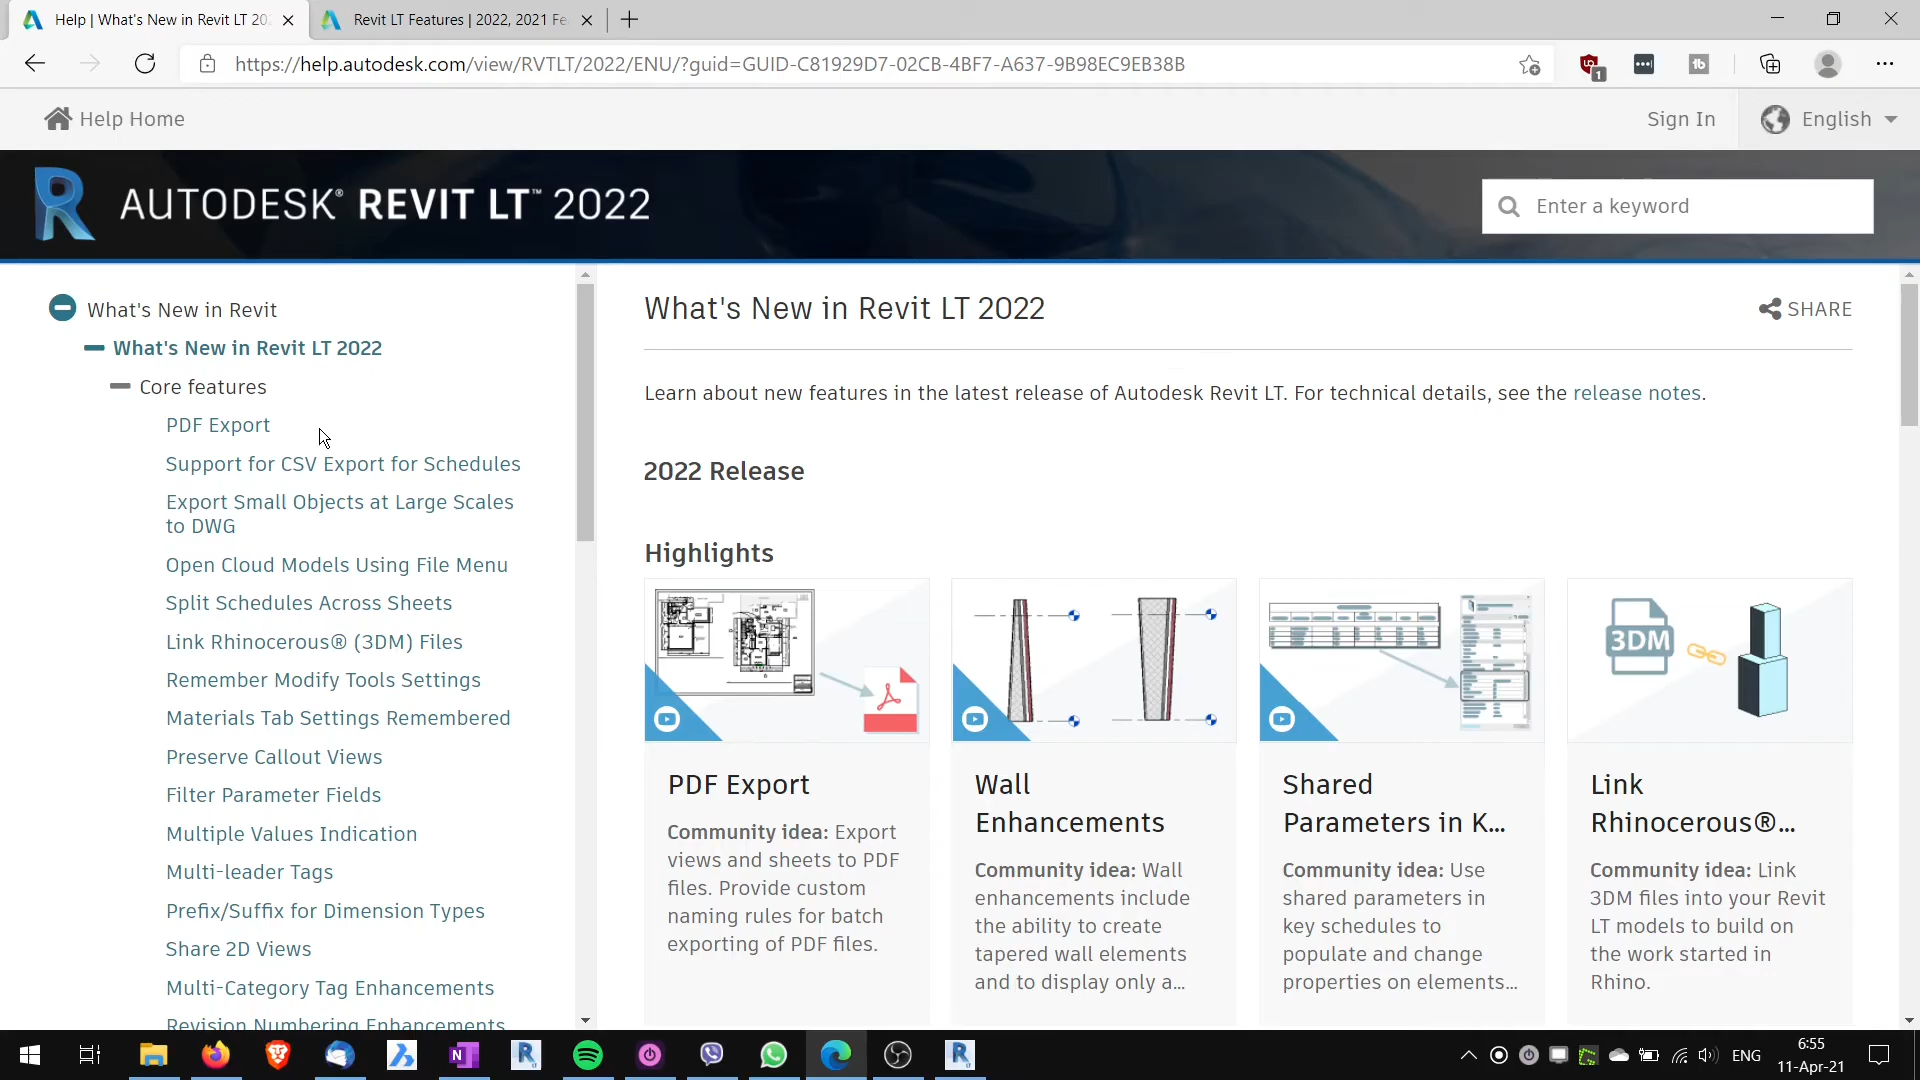 Help | What's New in Revit LT 202
Revit LT Features | 2022, 2021 Fe
https://help.autodesk.com/view/RVTLT/2022/ENU/?guid=GUID-C81929D7-02CB-4BF7-A637-9B98EC9EB38B
1
Help Home
Sign In
English
AUTODESK® REVIT LT™ 2022
Enter a keyword
What's New in Revit
What's New in Revit LT 2022
Core features
PDF Export
Support for CSV Export for Schedules
Export Small Objects at Large Scales
to DWG
Open Cloud Models Using File Menu
Split Schedules Across Sheets
Link Rhinocerous® (3DM) Files
Remember Modify Tools Settings
Materials Tab Settings Remembered
Preserve Callout Views
Filter Parameter Fields
Multiple Values Indication
Multi-leader Tags
Prefix/Suffix for Dimension Types
Share 2D Views
Multi-Category Tag Enhancements
Revision Numbering Enhancements
What's New in Revit LT 2022
SHARE
Learn about new features in the latest release of Autodesk Revit LT. For technical details, see the release notes.
2022 Release
Highlights
3DM
PDF Export
Community idea: Export
views and sheets to PDF
files. Provide custom
naming rules for batch
exporting of PDF files.
Wall
Enhancements
Community idea: Wall
enhancements include
the ability to create
tapered wall elements
and to display only a...
Shared
Parameters in K...
Community idea: Use
shared parameters in
key schedules to
populate and change
properties on elements...
Link
Rhinocerous®...
Community idea: Link
3DM files into your Revit
LT models to build on
the work started in
Rhino.
ENG
6:55
11-Apr-21